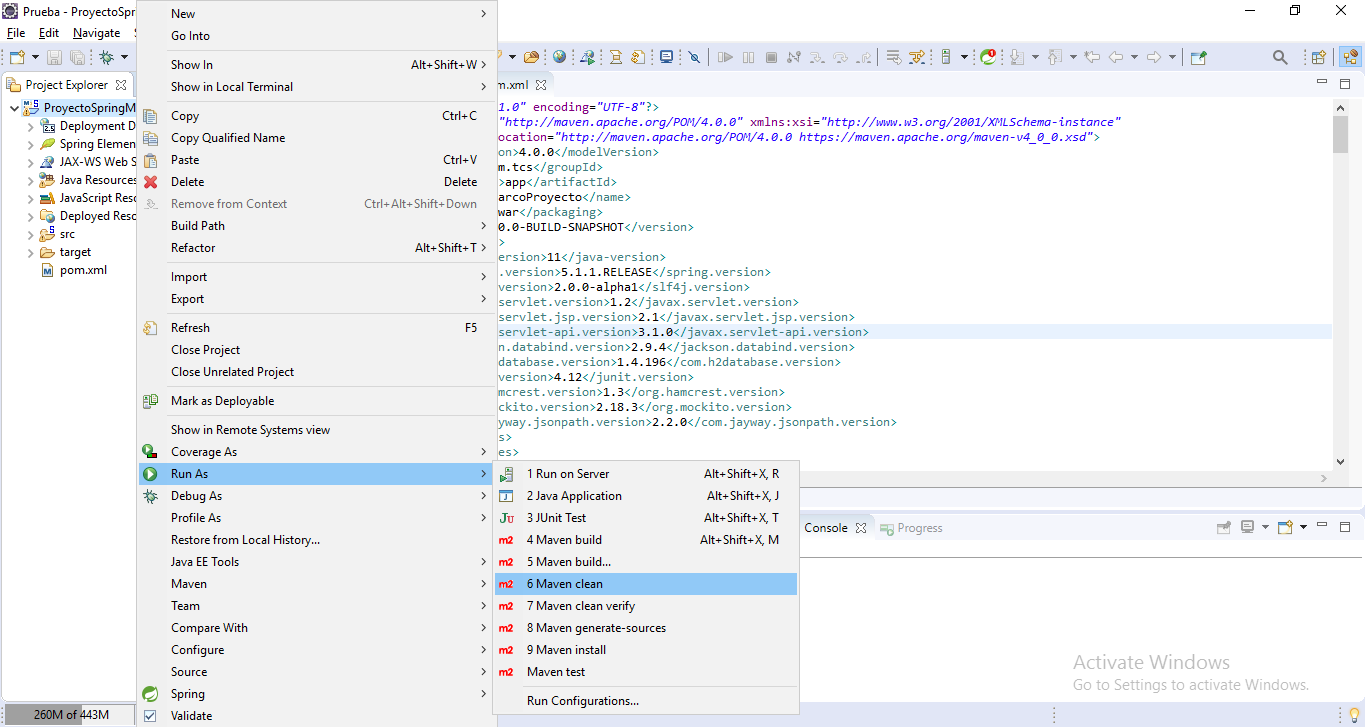 Prueba - ProyectoSpr
File Edit Navigate
Project Explorer
ProyectoSpringM
Deployment D
Spring Elemen
JAX-WS Web S
Java Resources
JavaScript Reso
Deployed Reso
src
target
pom.xml
260M of 443M
New
Go Into
Show In Alt+Shift+W
Show in Local Terminal
Copy Ctrl+C
Copy Qualified Name
Paste Ctrl+V
Delete Delete
Remove from Context Ctrl+Alt+Shift+Down
Build Path
Refactor Alt+Shift+T
Import
Export
Refresh F5
Close Project
Close Unrelated Project
Mark as Deployable
Show in Remote Systems view
Coverage As
Run As
Debug As
Profile As
Restore from Local History...
Java EE Tools
Maven
Team
Compare With
Configure
Source
Spring
Validate
1 Run on Server Alt+Shift+X, R
2 Java Application Alt+Shift+X, J
3 JUnit Test Alt+Shift+X, T
4 Maven build Alt+Shift+X, M
5 Maven build...
6 Maven clean
7 Maven clean verify
8 Maven generate-sources
9 Maven install
Maven test
Run Configurations...
m.xml
1.0" encoding="UTF-8"?>
"http://maven.apache.org/POM/4.0.0" xmlns:xsi="http://www.w3.org/2001/XMLSchema-instance"
ocation="http://maven.apache.org/POM/4.0.0 https://maven.apache.org/maven-v4_0_0.xsd">
on>4.0.0</modelVersion>
m.tcs</groupId>
>app</artifactId>
arcoProyecto</name>
war</packaging>
0.0-BUILD-SNAPSHOT</version>
>
ersion>11</java-version>
.version>5.1.1.RELEASE</spring.version>
version>2.0.0-alpha1</slf4j.version>
servlet.version>1.2</javax.servlet.version>
servlet.jsp.version>2.1</javax.servlet.jsp.version>
servlet-api.version>3.1.0</javax.servlet-api.version>
n.databind.version>2.9.4</jackson.databind.version>
database.version>1.4.196</com.h2database.version>
version>4.12</junit.version>
mcrest.version>1.3</org.hamcrest.version>
ckito.version>2.18.3</org.mockito.version>
yway.jsonpath.version>2.2.0</com.jayway.jsonpath.version>
s>
es>
Console Progress
Activate Windows
Go to Settings to activate Windows.